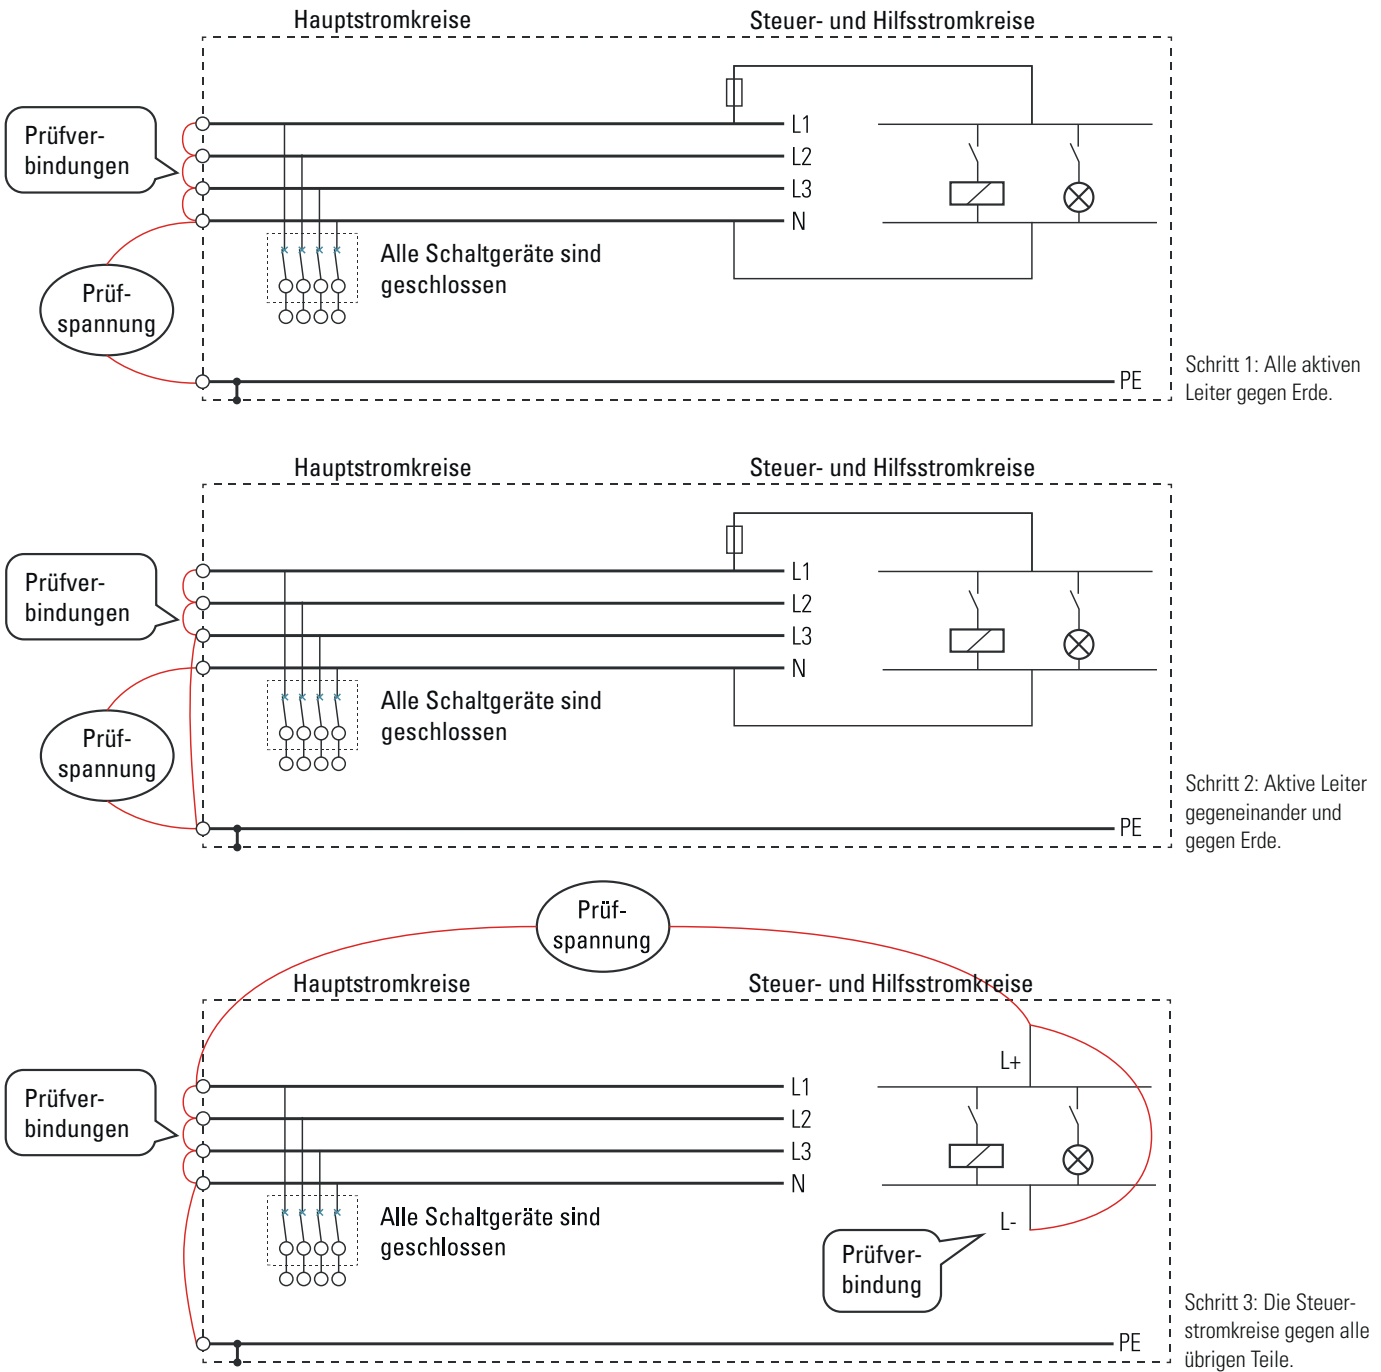 Hauptstromkreise
Steuer- und Hilfsstromkreise
Prüfver-
bindungen
L1
L2
L3
N
Alle Schaltgeräte sind
geschlossen
Prüf-
spannung
PE
Schritt 1: Alle aktiven
Leiter gegen Erde.
Hauptstromkreise
Steuer- und Hilfsstromkreise
Prüfver-
bindungen
L1
L2
L3
N
Alle Schaltgeräte sind
geschlossen
Prüf-
spannung
PE
Schritt 2: Aktive Leiter
gegeneinander und
gegen Erde.
Prüf-
spannung
Hauptstromkreise
Steuer- und Hilfsstromkreise
L+
Prüfver-
bindungen
L1
L2
L3
N
L-
Alle Schaltgeräte sind
geschlossen
Prüfver-
bindung
PE
Schritt 3: Die Steuer-
stromkreise gegen alle
übrigen Teile.